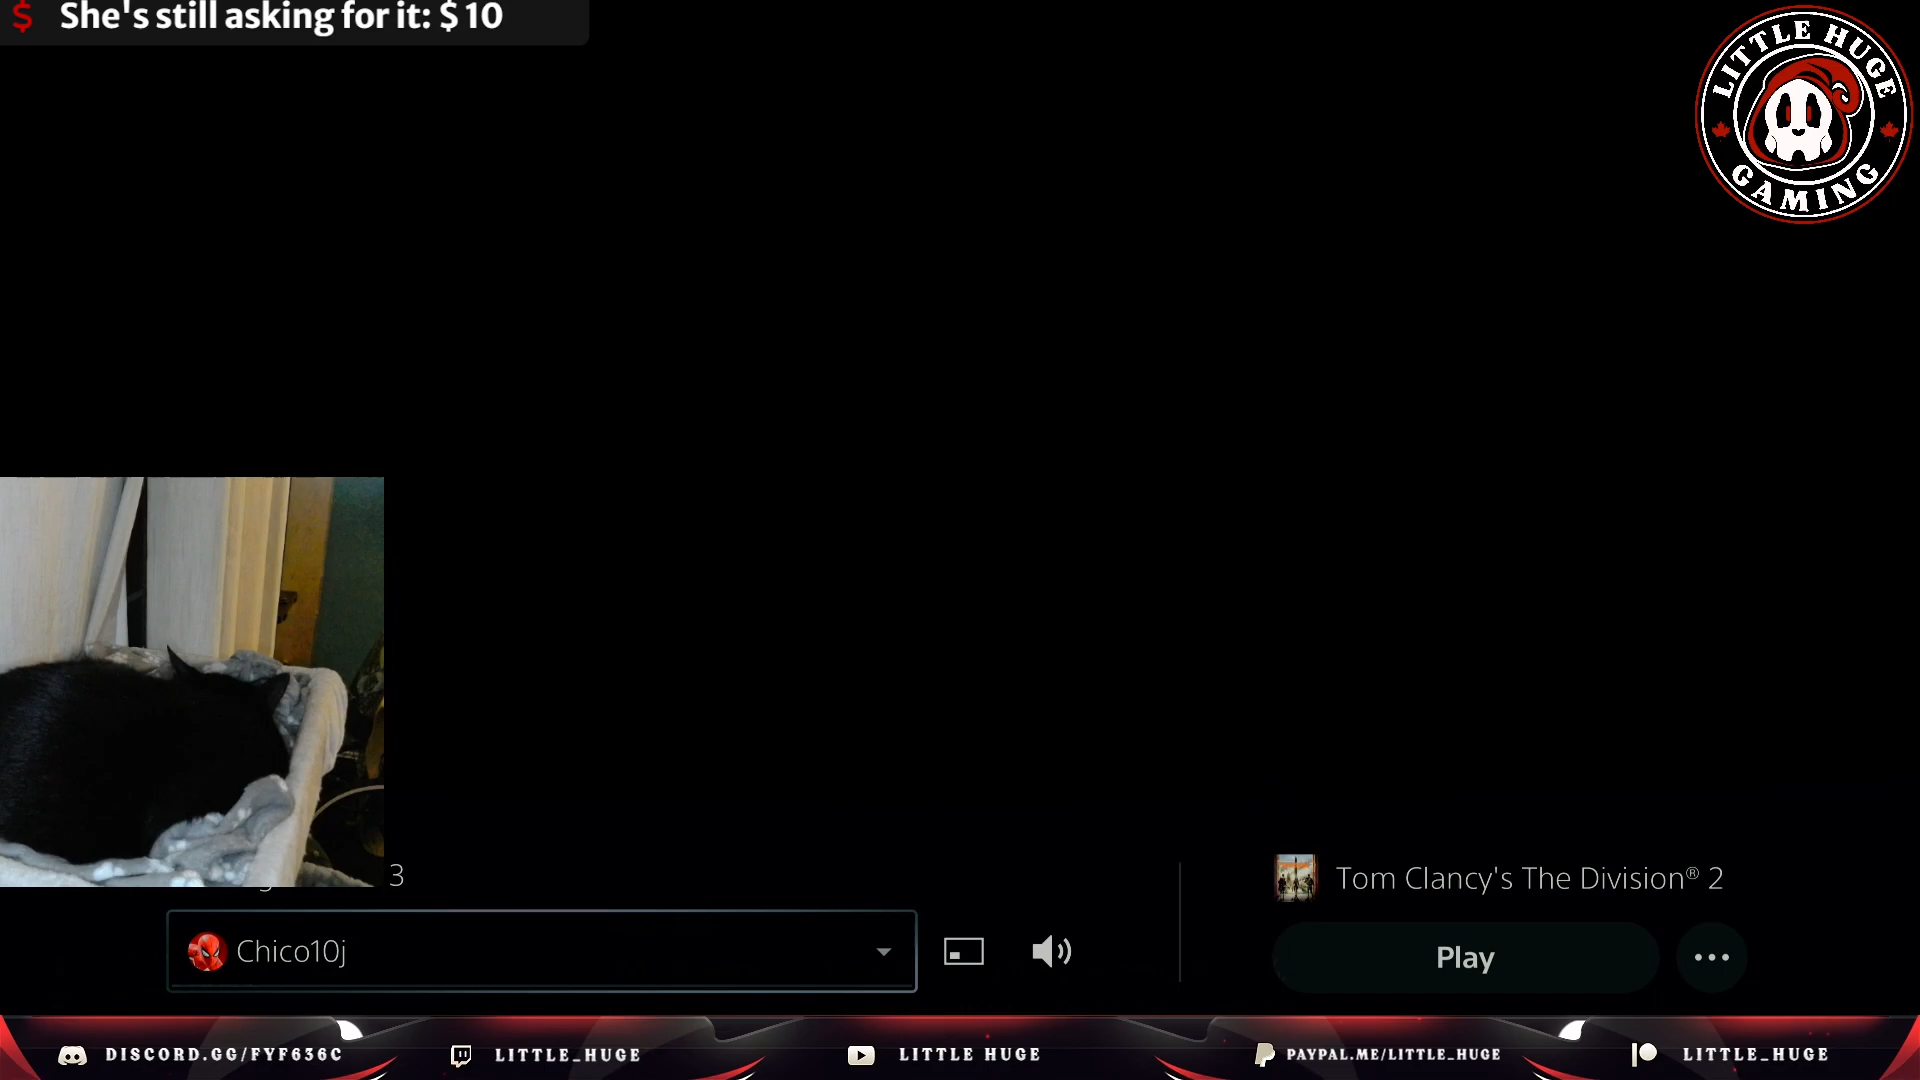 $ She's still asking for it: $10
LITTLE HUGE
GAMING
3
Tom Clancy's The Division® 2
Chico10j
Play
DISCORD.GG/FYF636C
LITTLE_HUGE
LITTLE HUGE
PAYPAL.ME/LITTLE_HUGE
LITTLE_HUGE